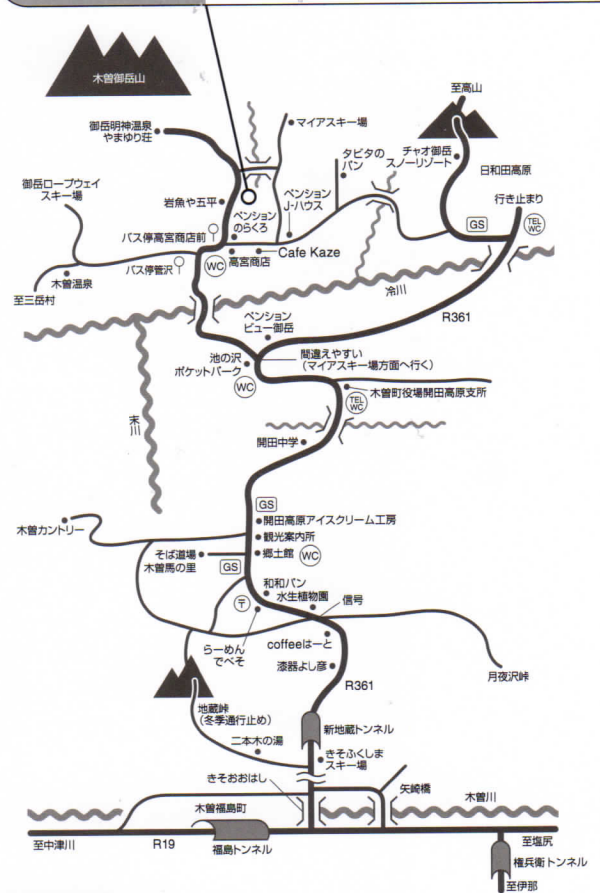 木曽御岳山
至高山
御岳明神温泉
やまゆり荘
マイアスキー場
タビタの
パン
チャオ御岳
スノーリゾート
日和田高原
御岳ロープウェイ
スキー場
岩魚や五平
ペンション
J-ハウス
行き止まり
ペンション
のらくろ
GS
TEL
WC
バス停高宮商店前
Cafe Kaze
高宮商店
WC
バス停菅沢
木曽温泉
至三岳村
冷川
R361
ペンション
ビュー御岳
間違えやすい
(マイアスキー場方面へ行く)
池の沢
ポケットパーク
WC
木曽町役場開田高原支所
TEL
WC
末川
開田中学
GS
開田高原アイスクリーム工房
木曽カントリー
観光案内所
そば道場
郷土館
WC
木曽馬の里
GS
和和パン
水生植物園
信号
〒
らーめん
でべそ
coffeeはーと
漆器よし彦
月夜沢峠
R361
地蔵峠
(冬季通行止め)
新地蔵トンネル
二本木の湯
きそふくしま
スキー場
きそおおはし
矢崎橋
木曽福島町
木曽川
至中津川
R19
福島トンネル
至塩尻
権兵衛トンネル
至伊那